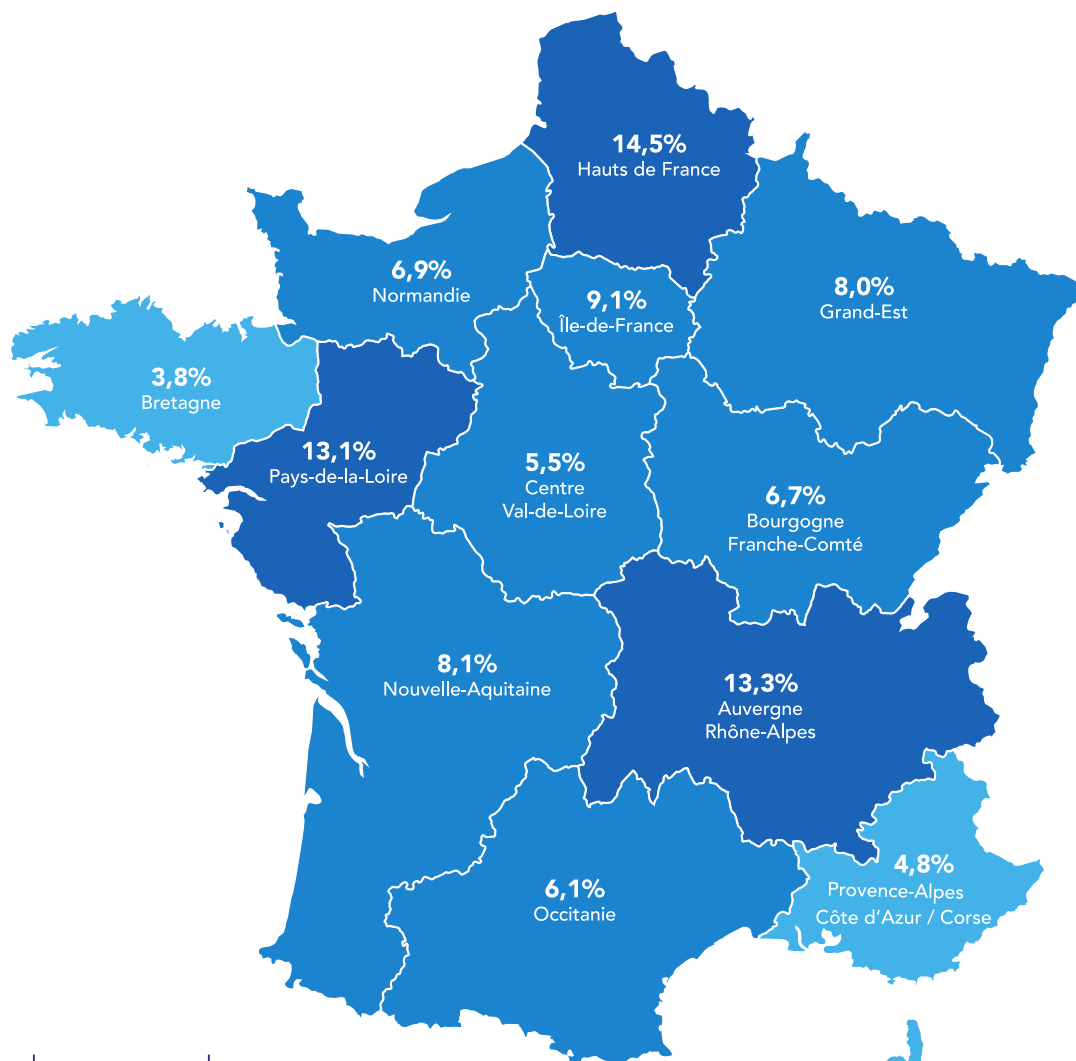 14,5%
Hauts de France
6,9%
Normandie
9,1%
Île-de-France
8,0%
Grand-Est
3,8%
Bretagne
13,1%
Pays-de-la-Loire
5,5%
Centre
Val-de-Loire
6,7%
Bourgogne
Franche-Comté
8,1%
Nouvelle-Aquitaine
13,3%
Auvergne
Rhône-Alpes
4,8%
Provence-Alpes
Côte d'Azur / Corse
6,1%
Occitanie